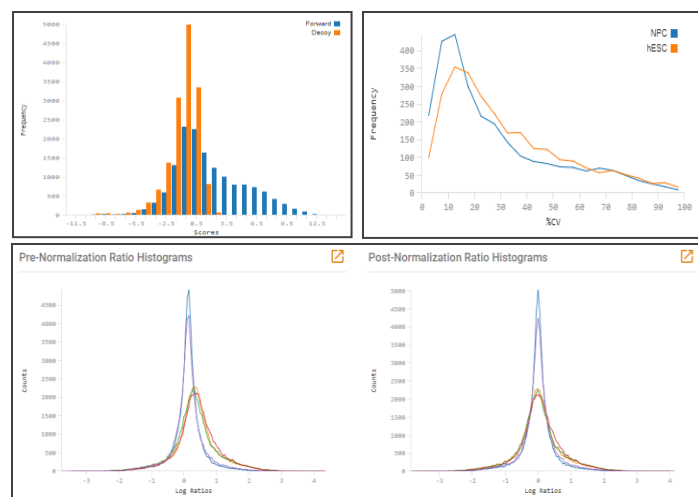 Forward
Decoy
5000
4500
4000
3500
3000
2500
2000
1500
1000
500
0
Frequency
-11.5 -8.5 -5.5 -2.5 0.5 3.5 6.5 9.5 12.5
Scores
NPC
hESC
400
350
300
250
200
150
100
50
0
Frequency
0 10 20 30 40 50 60 70 80 90 100
%CV
Pre-Normalization Ratio Histograms
4500
4000
3500
3000
2500
2000
1500
1000
500
0
Counts
-3 -2 -1 0 1 2 3 4
Log Ratios
Post-Normalization Ratio Histograms
5000
4500
4000
3500
3000
2500
2000
1500
1000
500
0
Counts
-3 -2 -1 0 1 2 3 4
Log Ratios